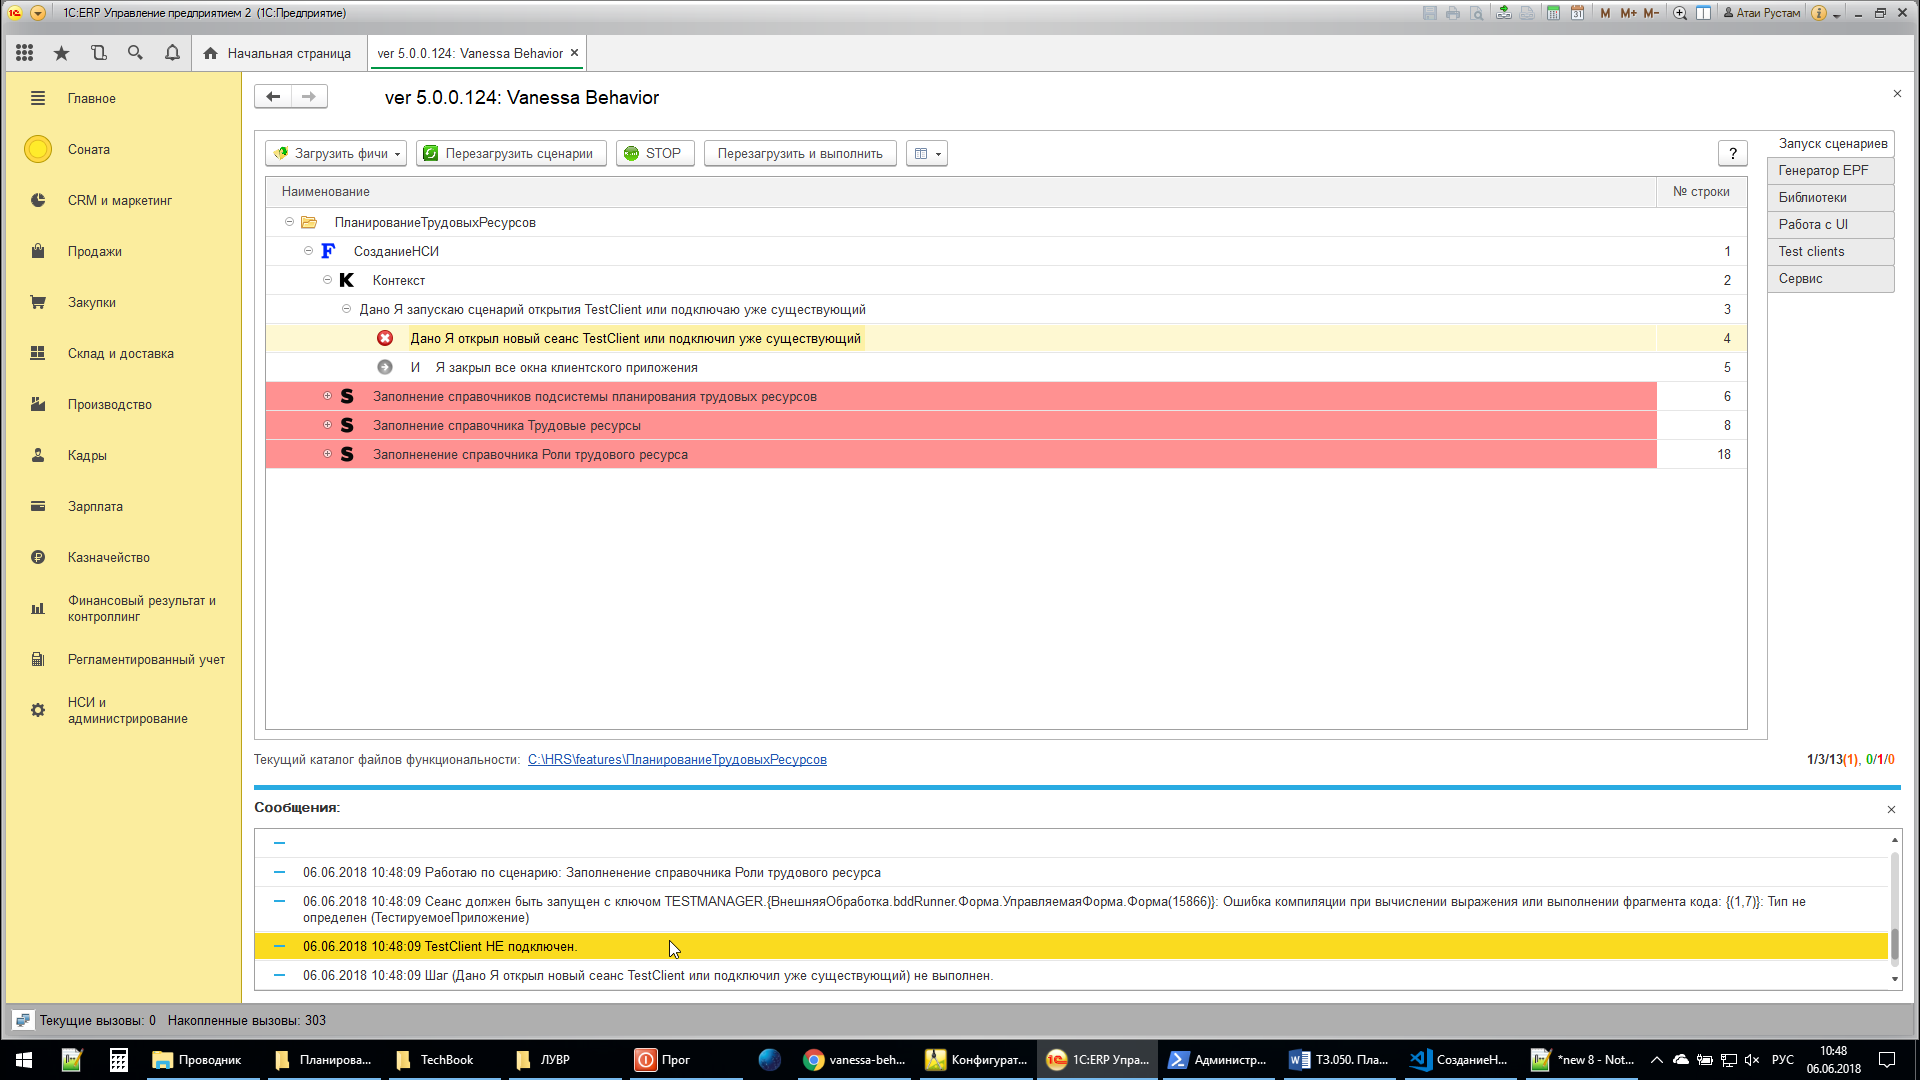 1С:ERP Управление предприятием 2 (1С:Предприятие)
M M+ M-
Атаи Рустам
Начальная страница
ver 5.0.0.124: Vanessa Behavior
Главное
Соната
CRM и маркетинг
Продажи
Закупки
Склад и доставка
Производство
Кадры
Зарплата
Казначейство
Финансовый результат и
контроллинг
Регламентированный учет
НСИ и
администрирование
ver 5.0.0.124: Vanessa Behavior
Загрузить фичи
Перезагрузить сценарии
STOP
Перезагрузить и выполнить
?
Запуск сценариев
Генератор EPF
Библиотеки
Работа с UI
Test clients
Сервис
Наименование № строки
ПланированиеТрудовыхРесурсов
F СозданиеНСИ 1
K Контекст 2
Дано Я запускаю сценарий открытия TestClient или подключаю уже существующий 3
Дано Я открыл новый сеанс TestClient или подключил уже существующий 4
И Я закрыл все окна клиентского приложения 5
S Заполнение справочников подсистемы планирования трудовых ресурсов 6
S Заполнение справочника Трудовые ресурсы 8
S Заполненение справочника Роли трудового ресурса 18
Текущий каталог файлов функциональности: C:\HRS\features\ПланированиеТрудовыхРесурсов
1/3/13(1), 0/1/0
Сообщения:
06.06.2018 10:48:09 Работаю по сценарию: Заполненение справочника Роли трудового ресурса
06.06.2018 10:48:09 Сеанс должен быть запущен с ключом TESTMANAGER.{ВнешняяОбработка.bddRunner.Форма.УправляемаяФорма.Форма(15866)}: Ошибка компиляции при вычислении выражения или выполнении фрагмента кода: {(1,7)}: Тип не
определен (ТестируемоеПриложение)
06.06.2018 10:48:09 TestClient НЕ подключен.
06.06.2018 10:48:09 Шаг (Дано Я открыл новый сеанс TestClient или подключил уже существующий) не выполнен.
Текущие вызовы: 0 Накопленные вызовы: 303
Проводник
Планирова...
TechBook
ЛУВР
Прог
vanessa-beh...
Конфигурат...
1С:ERP Упра...
Администр...
ТЗ.050. Пла...
СозданиеН...
*new 8 - Not...
РУС
10:48
06.06.2018